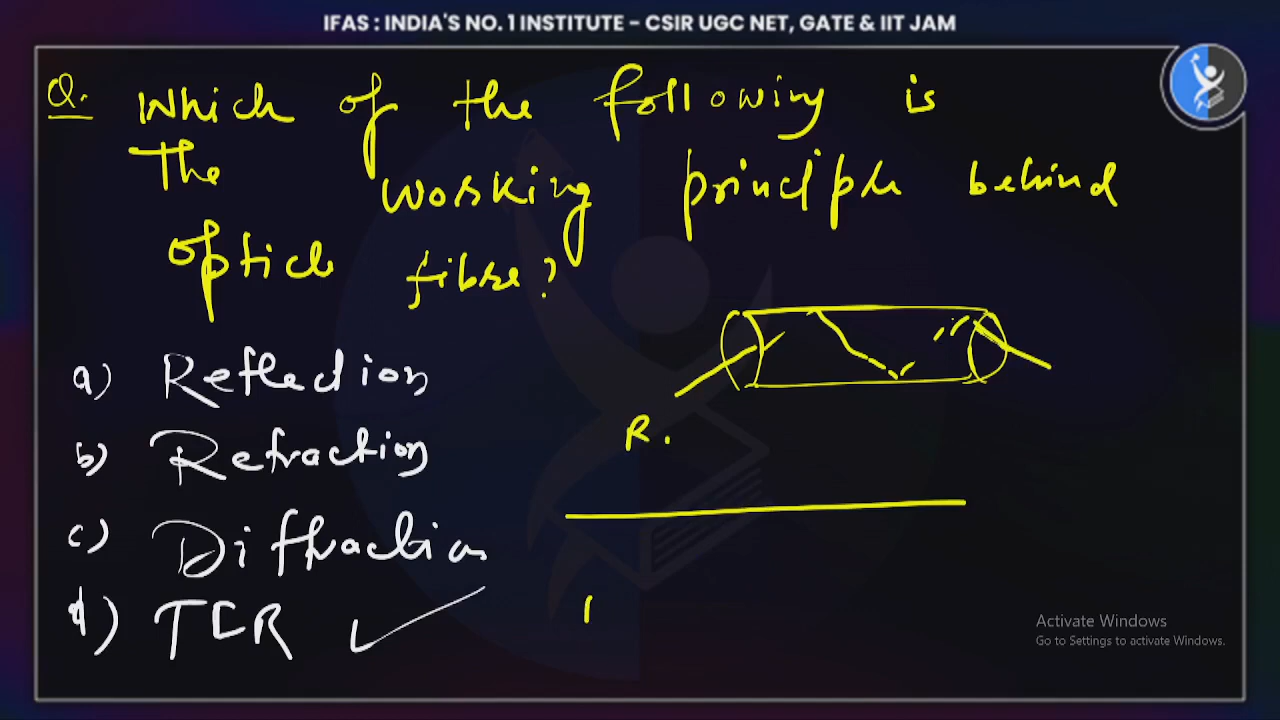 IFAS : INDIA'S NO. 1 INSTITUTE - CSIR UGC NET, GATE & IIT JAM
Q. Which of the following is
the working principle behind
optick fibre?
a) Reflection
b) Refraction
c) Diffraction
d) TIR
R.
Activate Windows
Go to Settings to activate Windows.